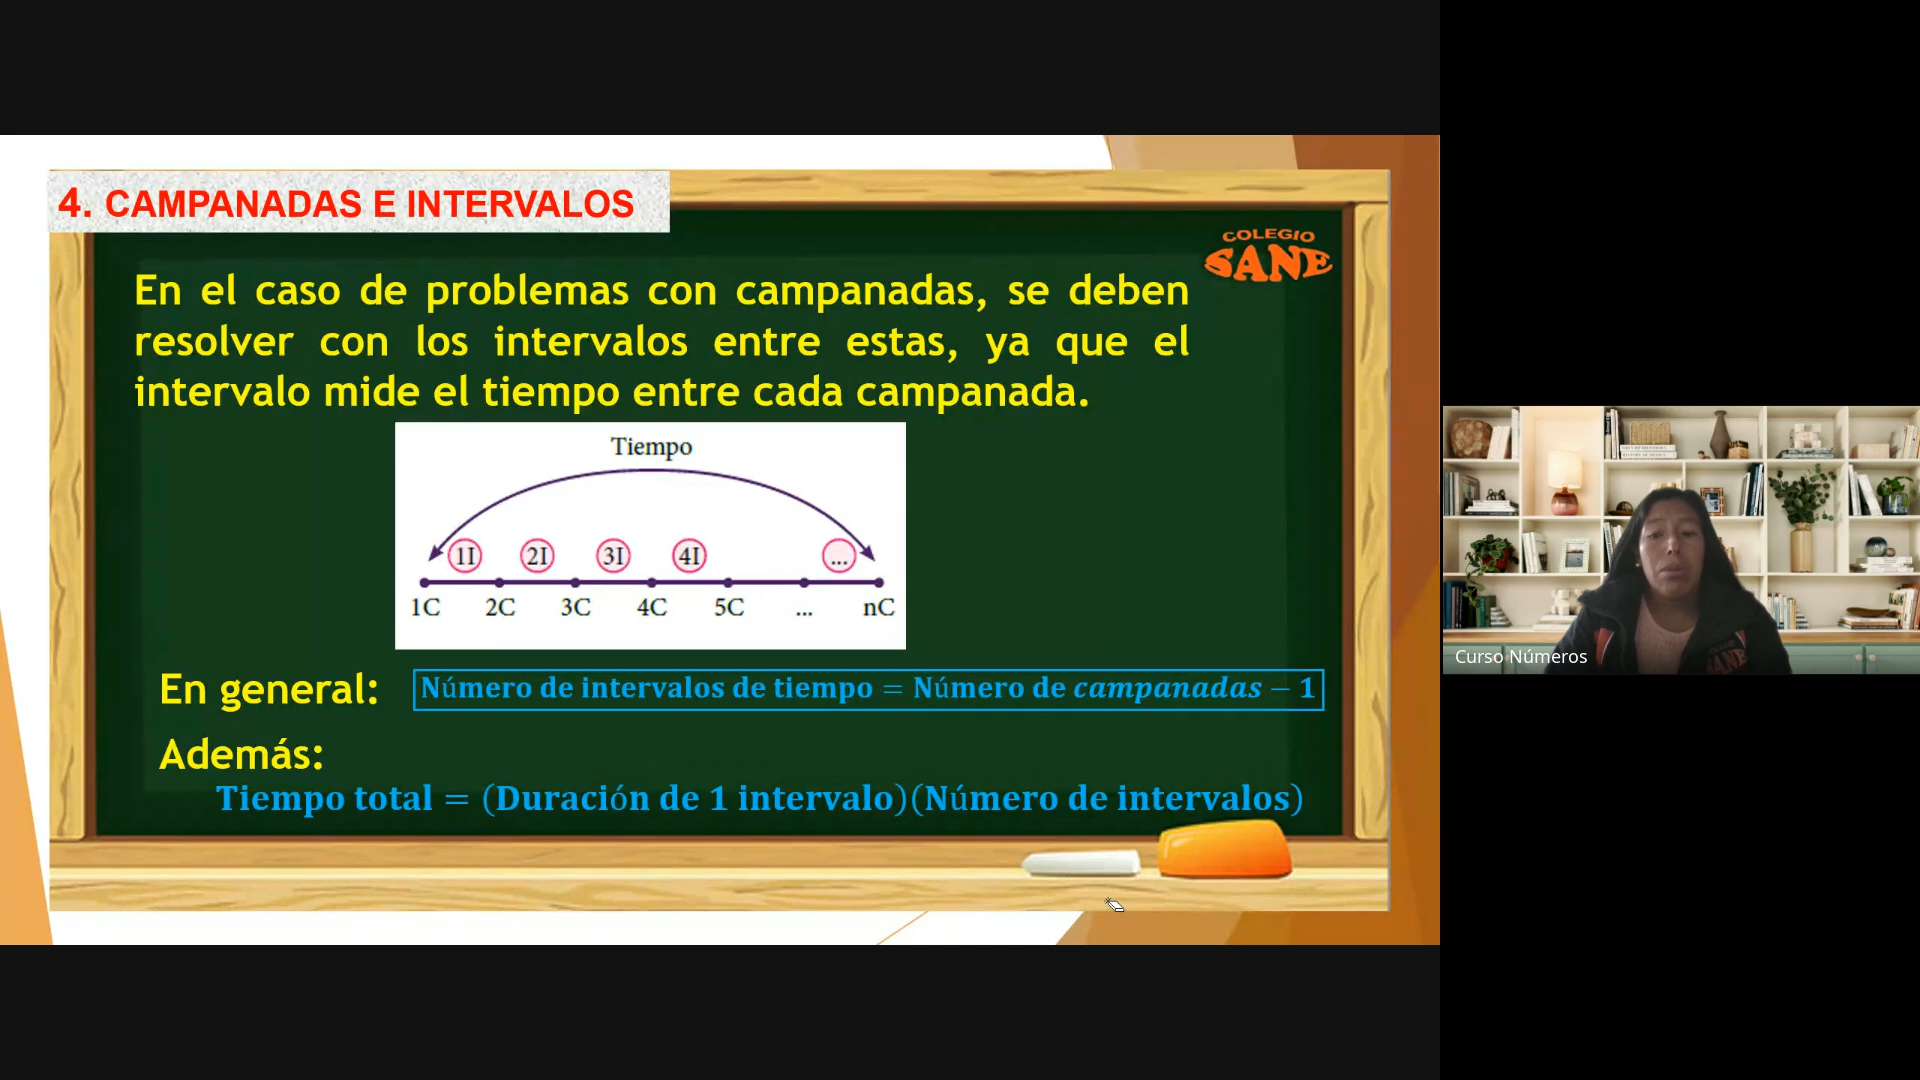 4. CAMPANADAS E INTERVALOS
COLEGIO
SANE
En el caso de problemas con campanadas, se deben
resolver con los intervalos entre estas, ya que el
intervalo mide el tiempo entre cada campanada.
Tiempo
1I 2I 3I 4I ...
1C 2C 3C 4C 5C ... nC
En general: Número de intervalos de tiempo = Número de campanadas − 1
Además:
Tiempo total = (Duración de 1 intervalo)(Número de intervalos)
Curso Números